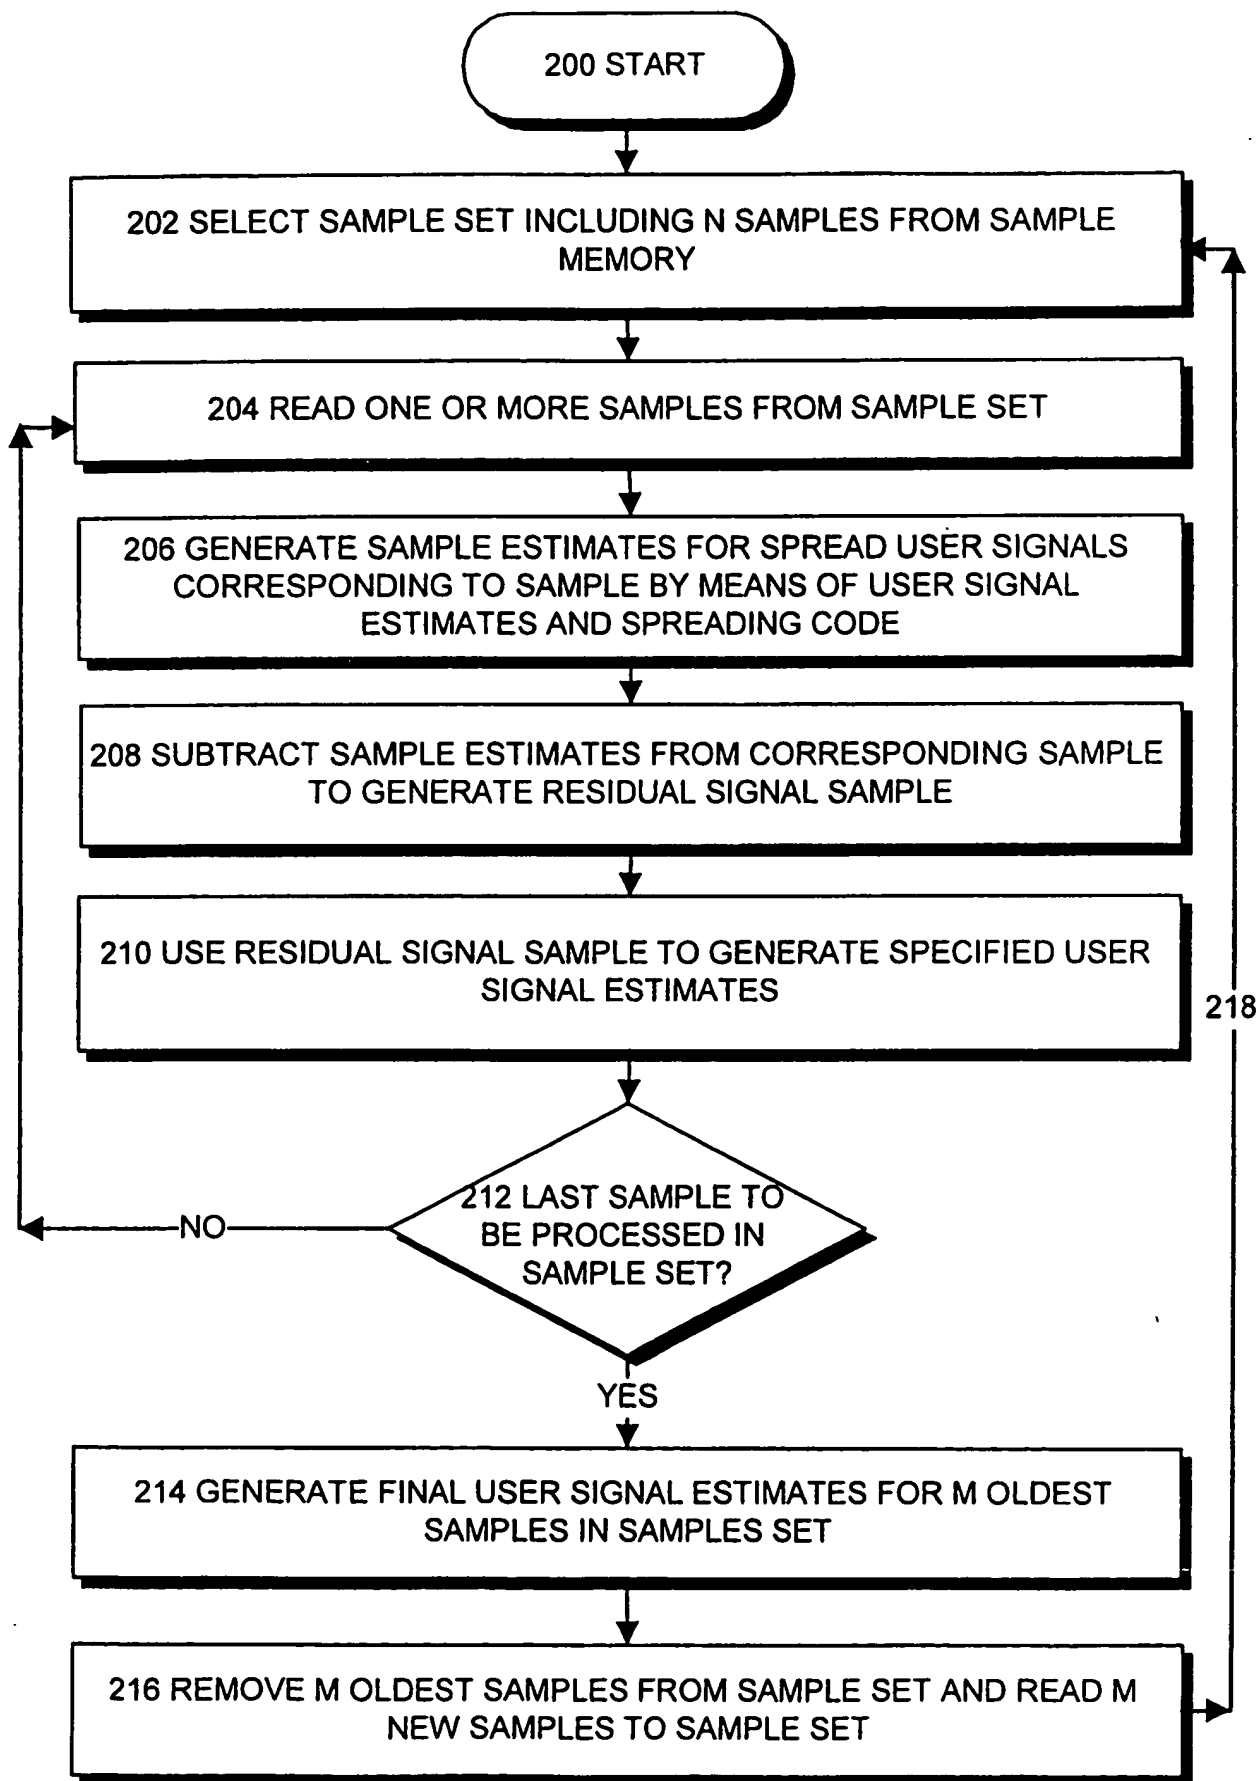 200 START
202 SELECT SAMPLE SET INCLUDING N SAMPLES FROM SAMPLE
MEMORY
204 READ ONE OR MORE SAMPLES FROM SAMPLE SET
206 GENERATE SAMPLE ESTIMATES FOR SPREAD USER SIGNALS
CORRESPONDING TO SAMPLE BY MEANS OF USER SIGNAL
ESTIMATES AND SPREADING CODE
208 SUBTRACT SAMPLE ESTIMATES FROM CORRESPONDING SAMPLE
TO GENERATE RESIDUAL SIGNAL SAMPLE
210 USE RESIDUAL SIGNAL SAMPLE TO GENERATE SPECIFIED USER
SIGNAL ESTIMATES
218
212 LAST SAMPLE TO
BE PROCESSED IN
SAMPLE SET?
NO
YES
214 GENERATE FINAL USER SIGNAL ESTIMATES FOR M OLDEST
SAMPLES IN SAMPLES SET
216 REMOVE M OLDEST SAMPLES FROM SAMPLE SET AND READ M
NEW SAMPLES TO SAMPLE SET